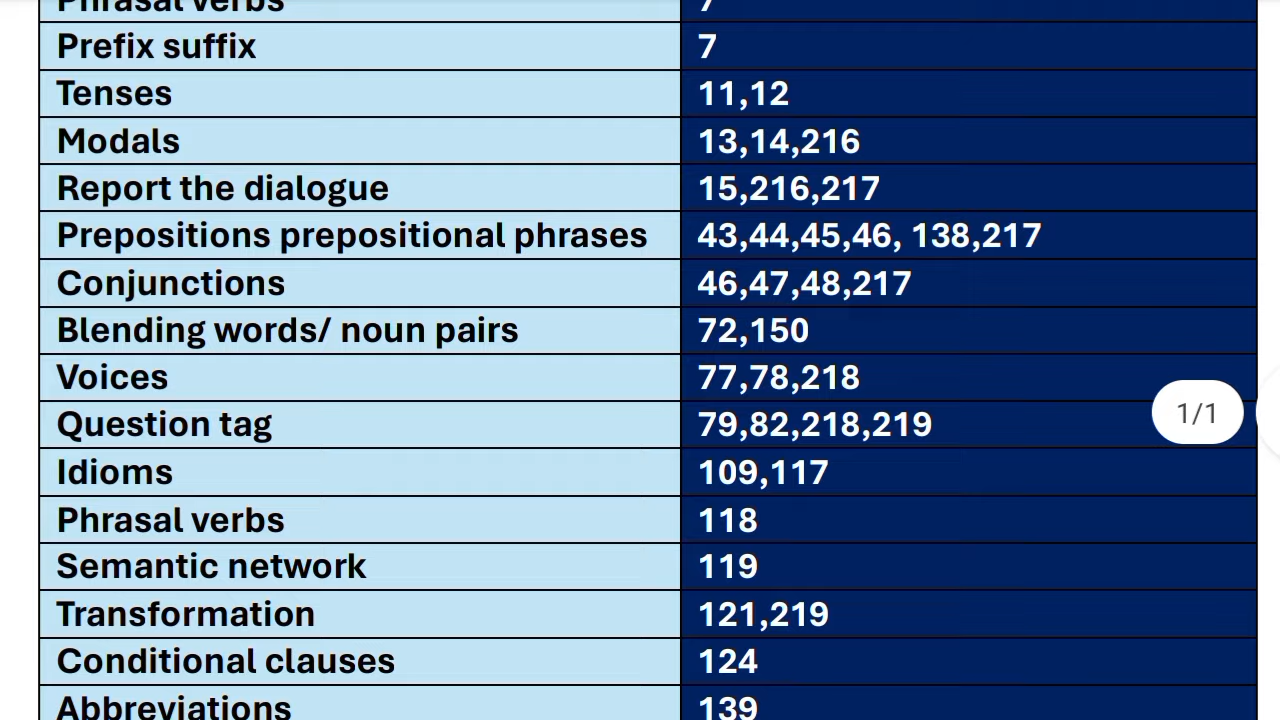 Phrasal verbs 7
Prefix suffix 7
Tenses 11,12
Modals 13,14,216
Report the dialogue 15,216,217
Prepositions prepositional phrases 43,44,45,46, 138,217
Conjunctions 46,47,48,217
Blending words/ noun pairs 72,150
Voices 77,78,218
1/1
Question tag 79,82,218,219
Idioms 109,117
Phrasal verbs 118
Semantic network 119
Transformation 121,219
Conditional clauses 124
Abbreviations 139